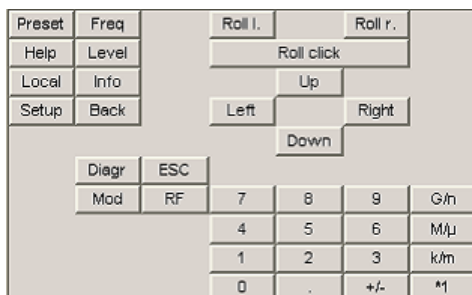 Preset Freq Roll l. Roll r.
Help Level Roll click
Local Info Up
Setup Back Left Right
Down
Diagr ESC
Mod RF 7 8 9 G/n
4 5 6 M/µ
1 2 3 k/m
0 . +/- *1